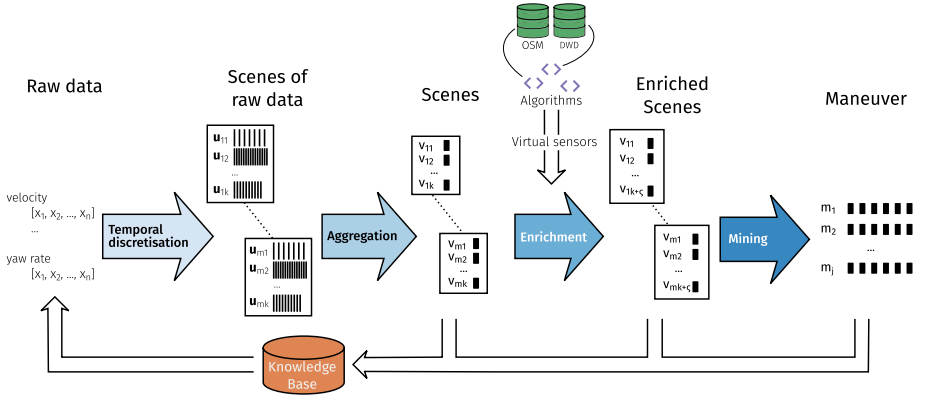 OSM DWD
Algorithms
Virtual sensors
Raw data
Scenes of
raw data
Scenes
Enriched
Scenes
Maneuver
velocity
[x₁, x₂, ..., xₙ]
...
yaw rate
[x₁, x₂, ..., xₙ]
Temporal
discretisation
u₁₁
u₁₂
...
u₁ₖ
uₘ₁
uₘ₂
...
uₘₖ
Aggregation
v₁₁
v₁₂
...
v₁ₖ
vₘ₁
vₘ₂
...
vₘₖ
Enrichment
v₁₁
v₁₂
...
v₁ₖ₊ς
vₘ₁
vₘ₂
...
vₘₖ₊ς
Mining
m₁
m₂
...
mⱼ
Knowledge
Base